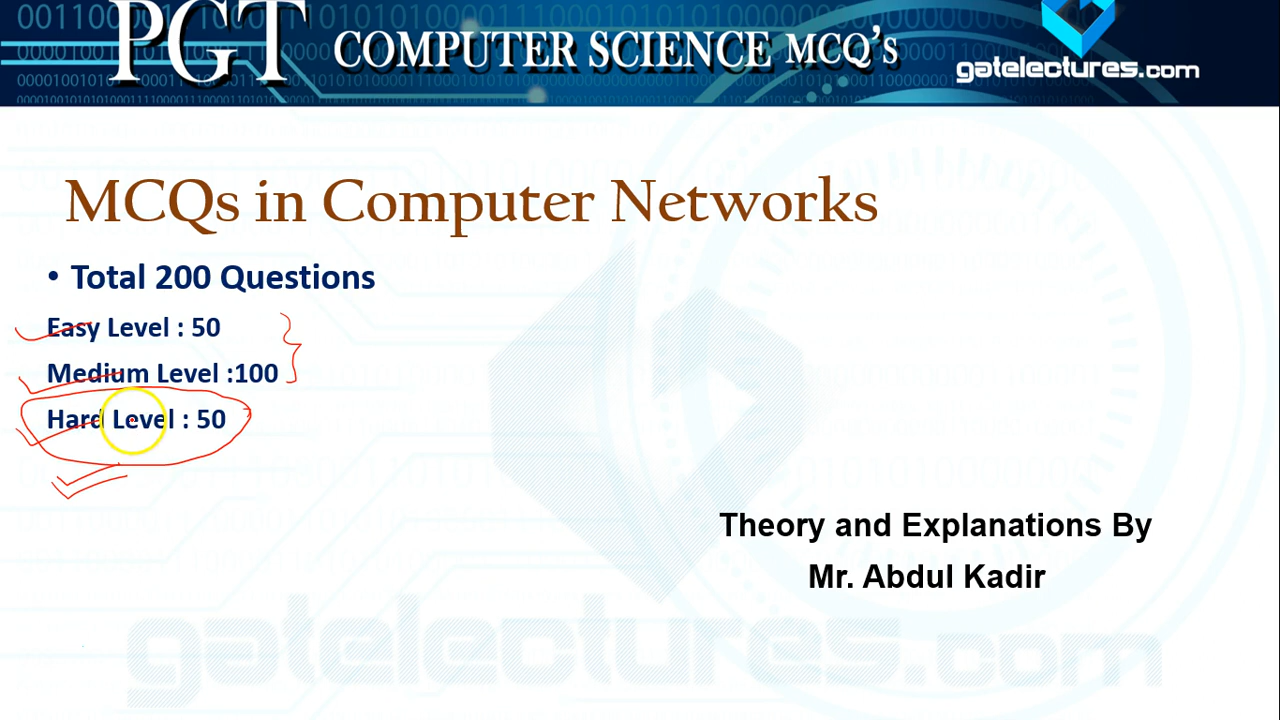 PGT COMPUTER SCIENCE MCQ's
gatelectures.com
MCQs in Computer Networks
• Total 200 Questions
Easy Level : 50
Medium Level :100
Hard Level : 50
Theory and Explanations By
Mr. Abdul Kadir
gatelectures.com